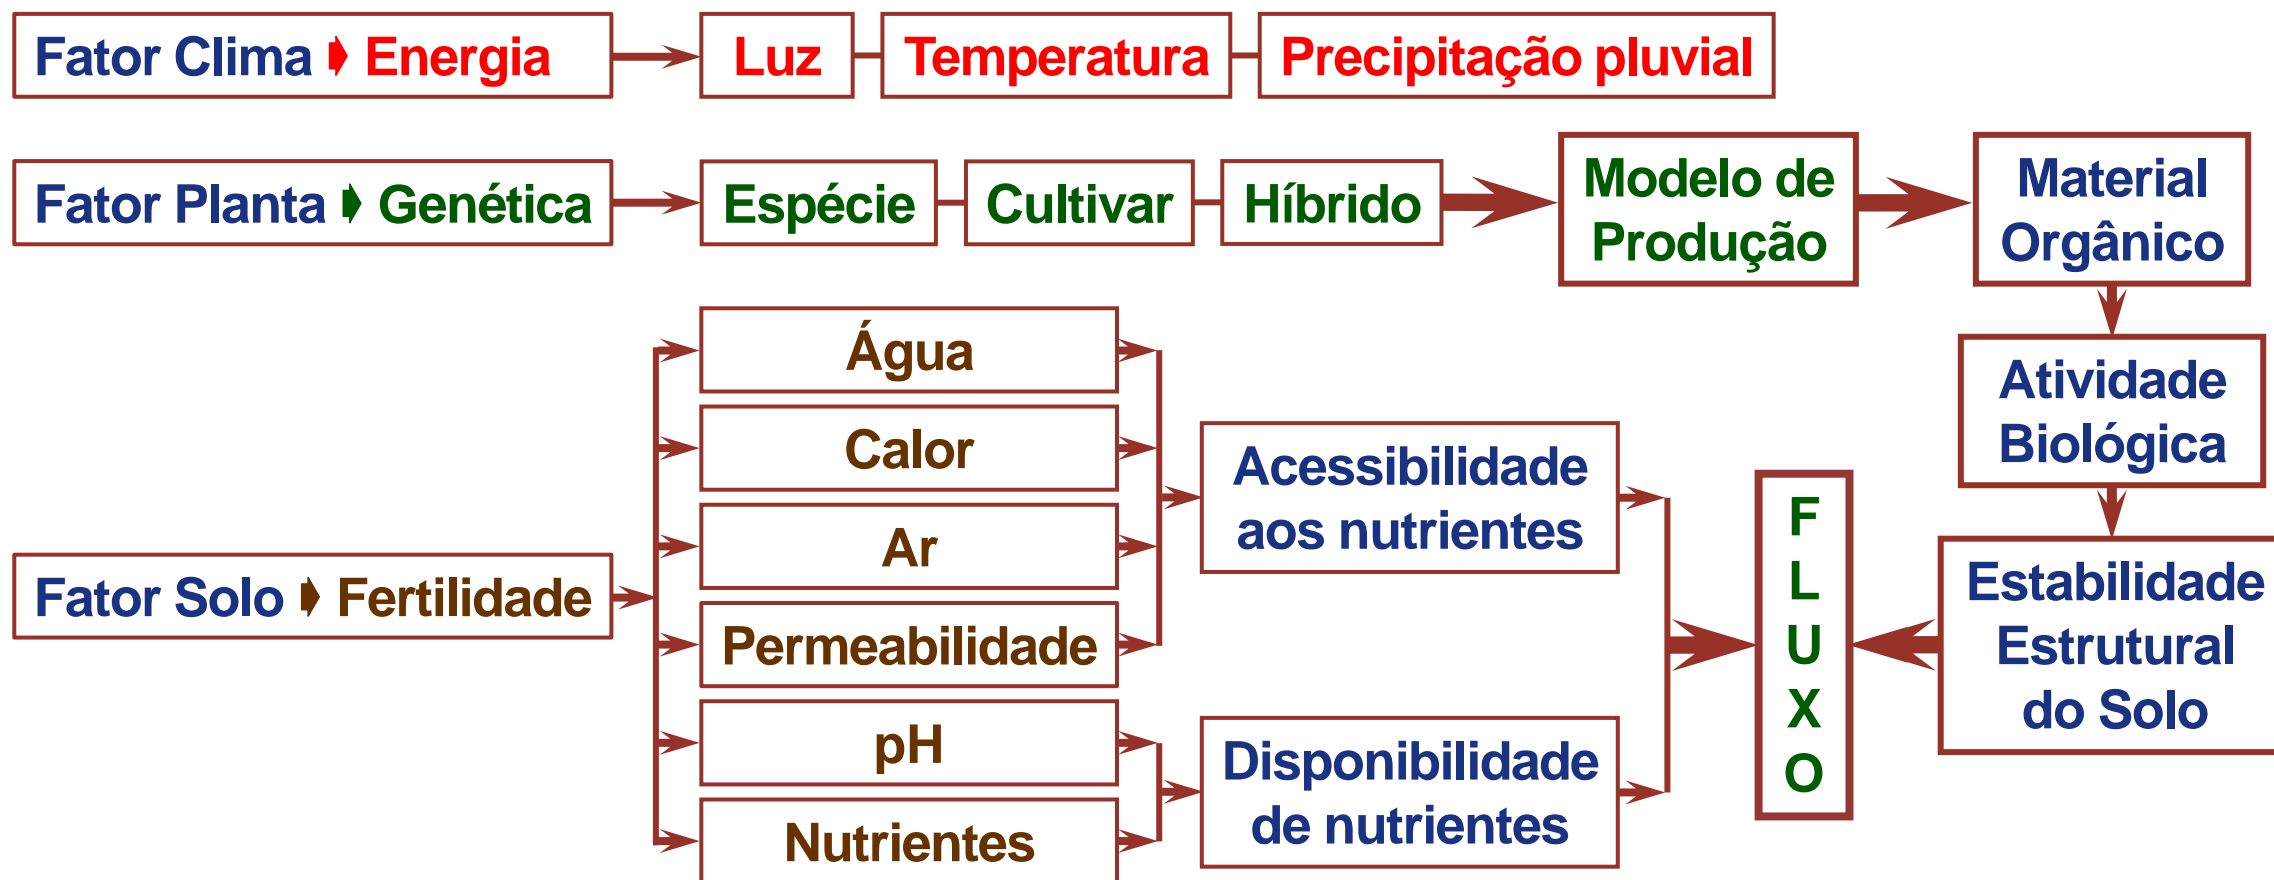 Fator Clima ➧ Energia
Luz
Temperatura
Precipitação pluvial
Fator Planta ➧ Genética
Espécie
Cultivar
Híbrido
Modelo de
Produção
Material
Orgânico
Atividade
Biológica
Estabilidade
Estrutural
do Solo
Fator Solo ➧ Fertilidade
Água
Calor
Ar
Permeabilidade
pH
Nutrientes
Acessibilidade
aos nutrientes
Disponibilidade
de nutrientes
F
L
U
X
O